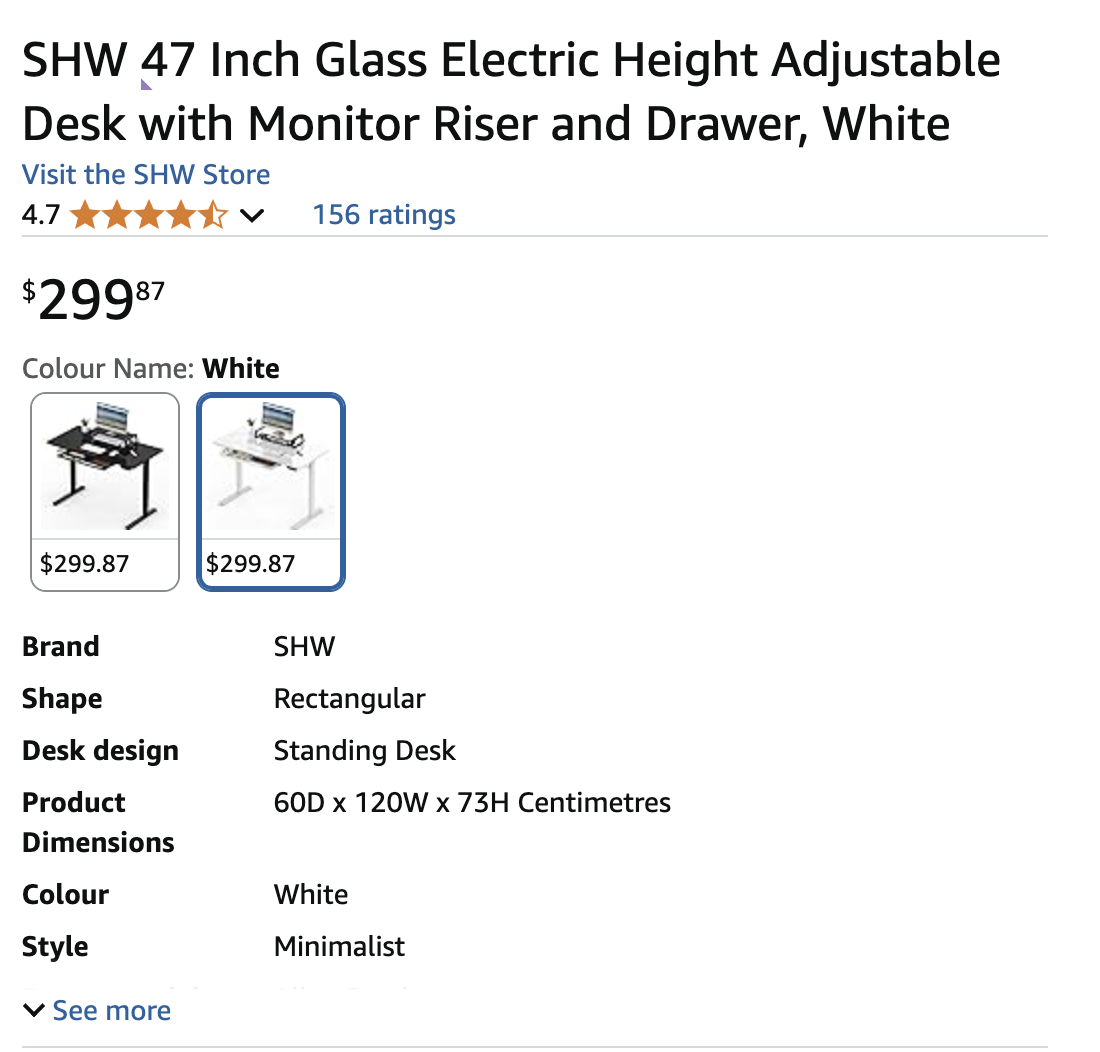 SHW 47 Inch Glass Electric Height Adjustable
Desk with Monitor Riser and Drawer, White
Visit the SHW Store
4.7 156 ratings
$29987
Colour Name: White
$299.87 $299.87
Brand SHW
Shape Rectangular
Desk design Standing Desk
Product 60D x 120W x 73H Centimetres
Dimensions
Colour White
Style Minimalist
See more